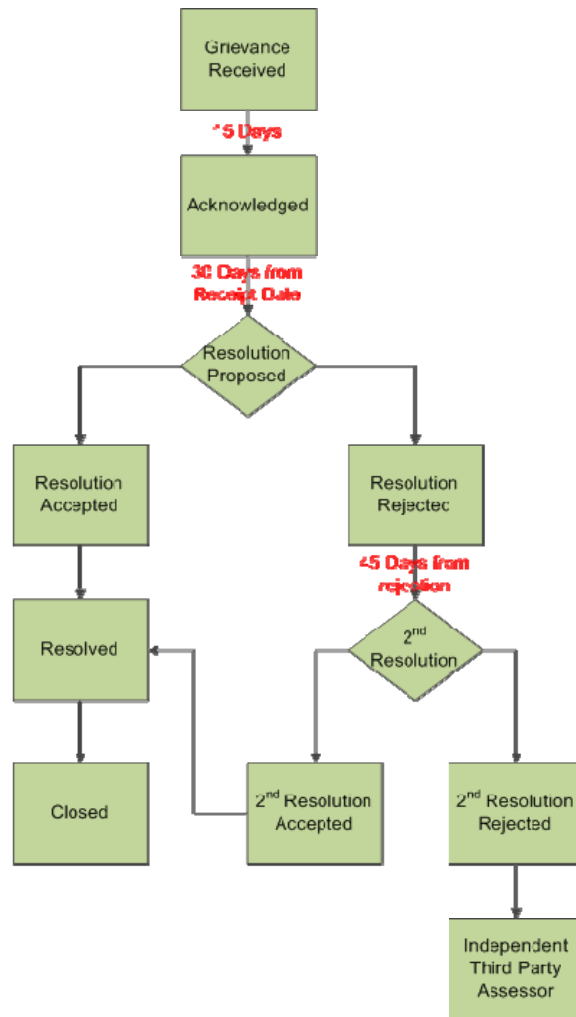 Grievance
Received
15 Days
Acknowledged
30 Days from
Receipt Date
Resolution
Proposed
Resolution
Accepted
Resolution
Rejected
45 Days from
rejection
Resolved
2nd
Resolution
Closed
2nd Resolution
Accepted
2nd Resolution
Rejected
Independent
Third Party
Assessor